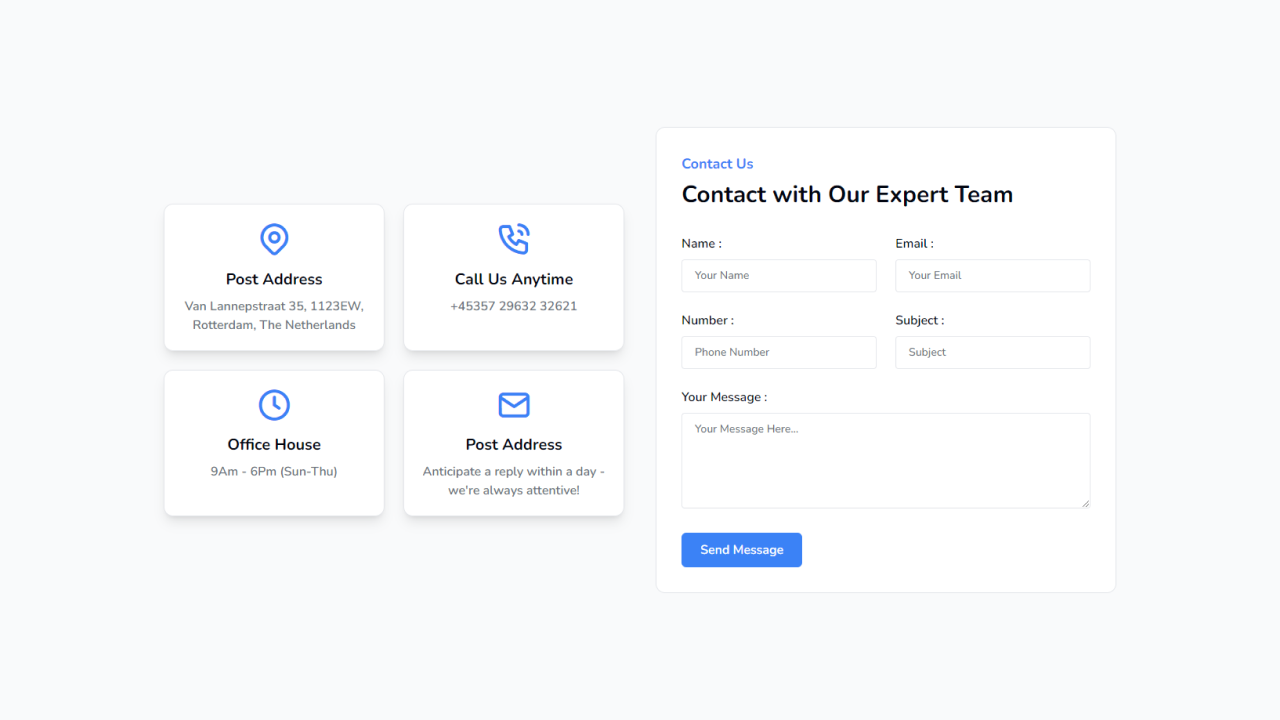 Post Address
Van Lannepstraat 35, 1123EW,
Rotterdam, The Netherlands
Call Us Anytime
+45357 29632 32621
Office House
9Am - 6Pm (Sun-Thu)
Post Address
Anticipate a reply within a day -
we're always attentive!
Contact Us
Contact with Our Expert Team
Name :
Your Name
Email :
Your Email
Number :
Phone Number
Subject :
Subject
Your Message :
Your Message Here...
Send Message